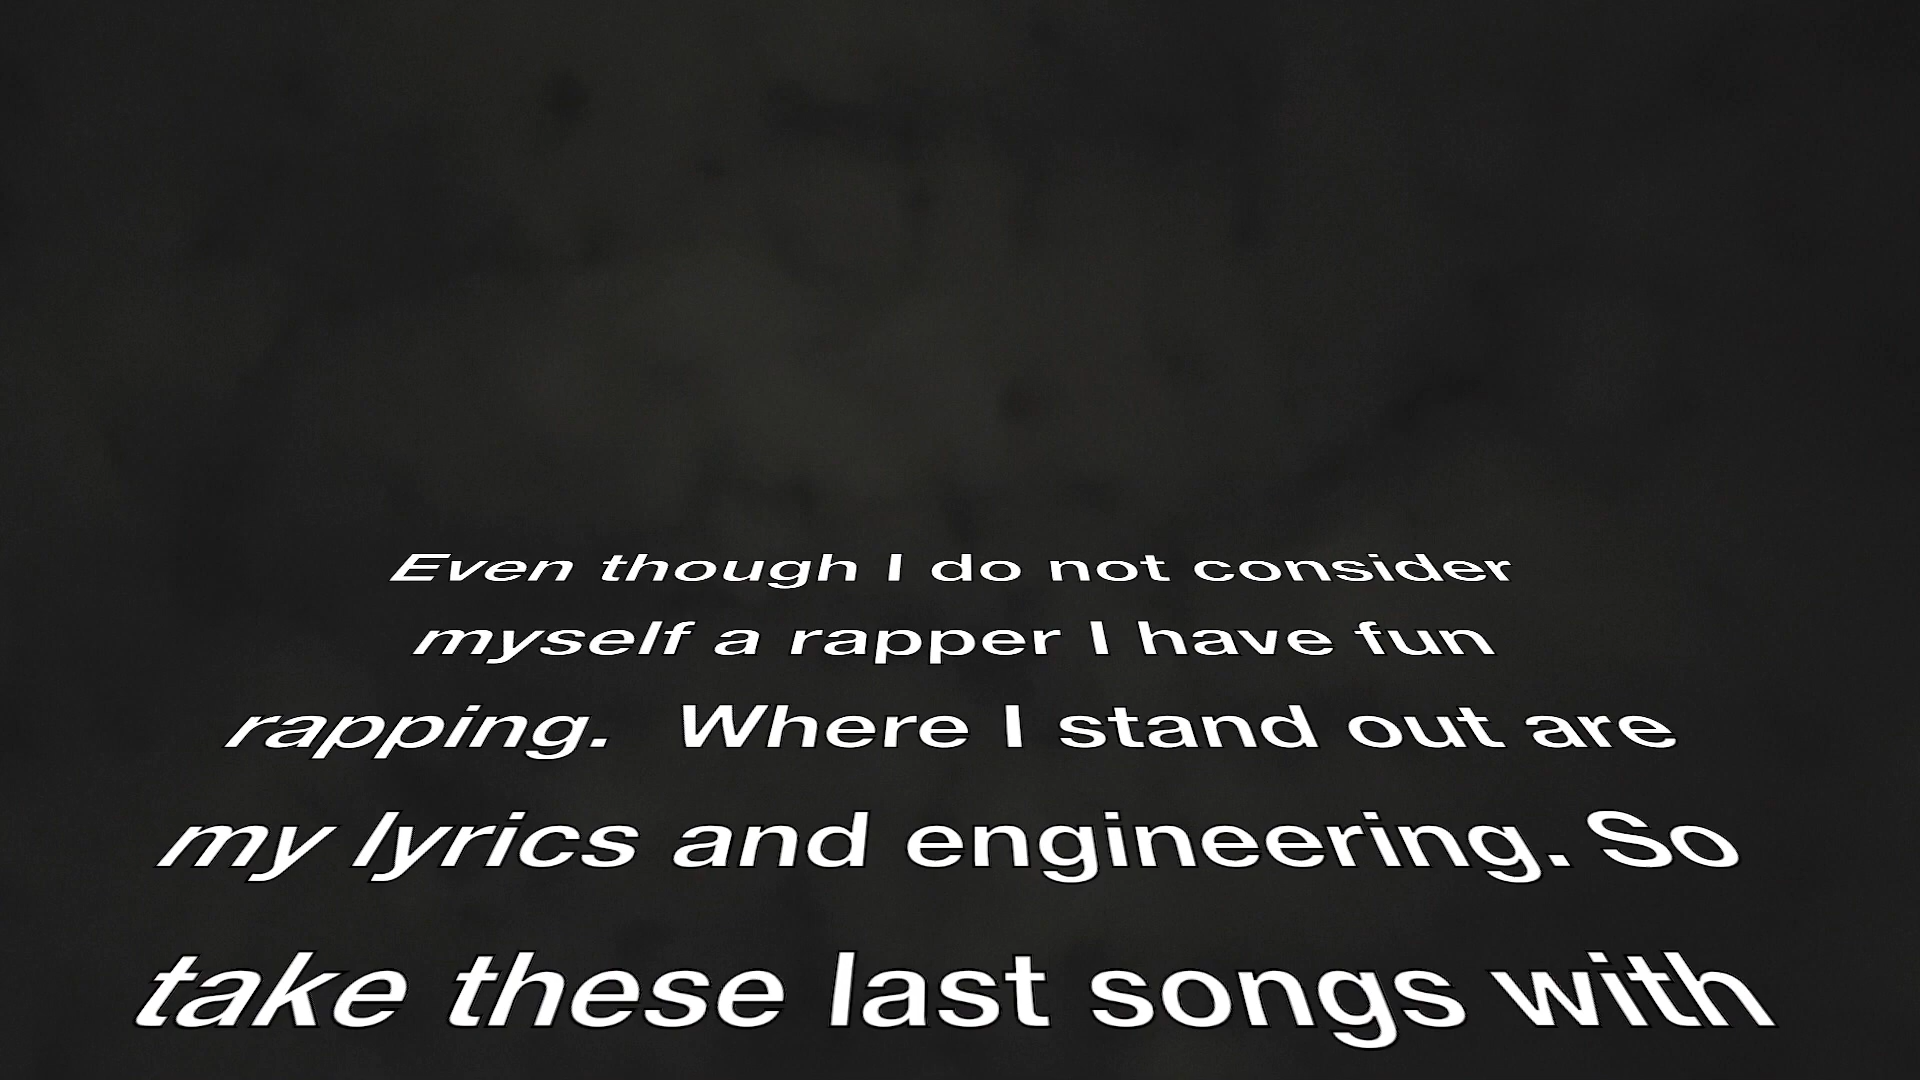 Even though I do not consider
myself a rapper I have fun
rapping.  Where I stand out are
my lyrics and engineering. So
take these last songs with